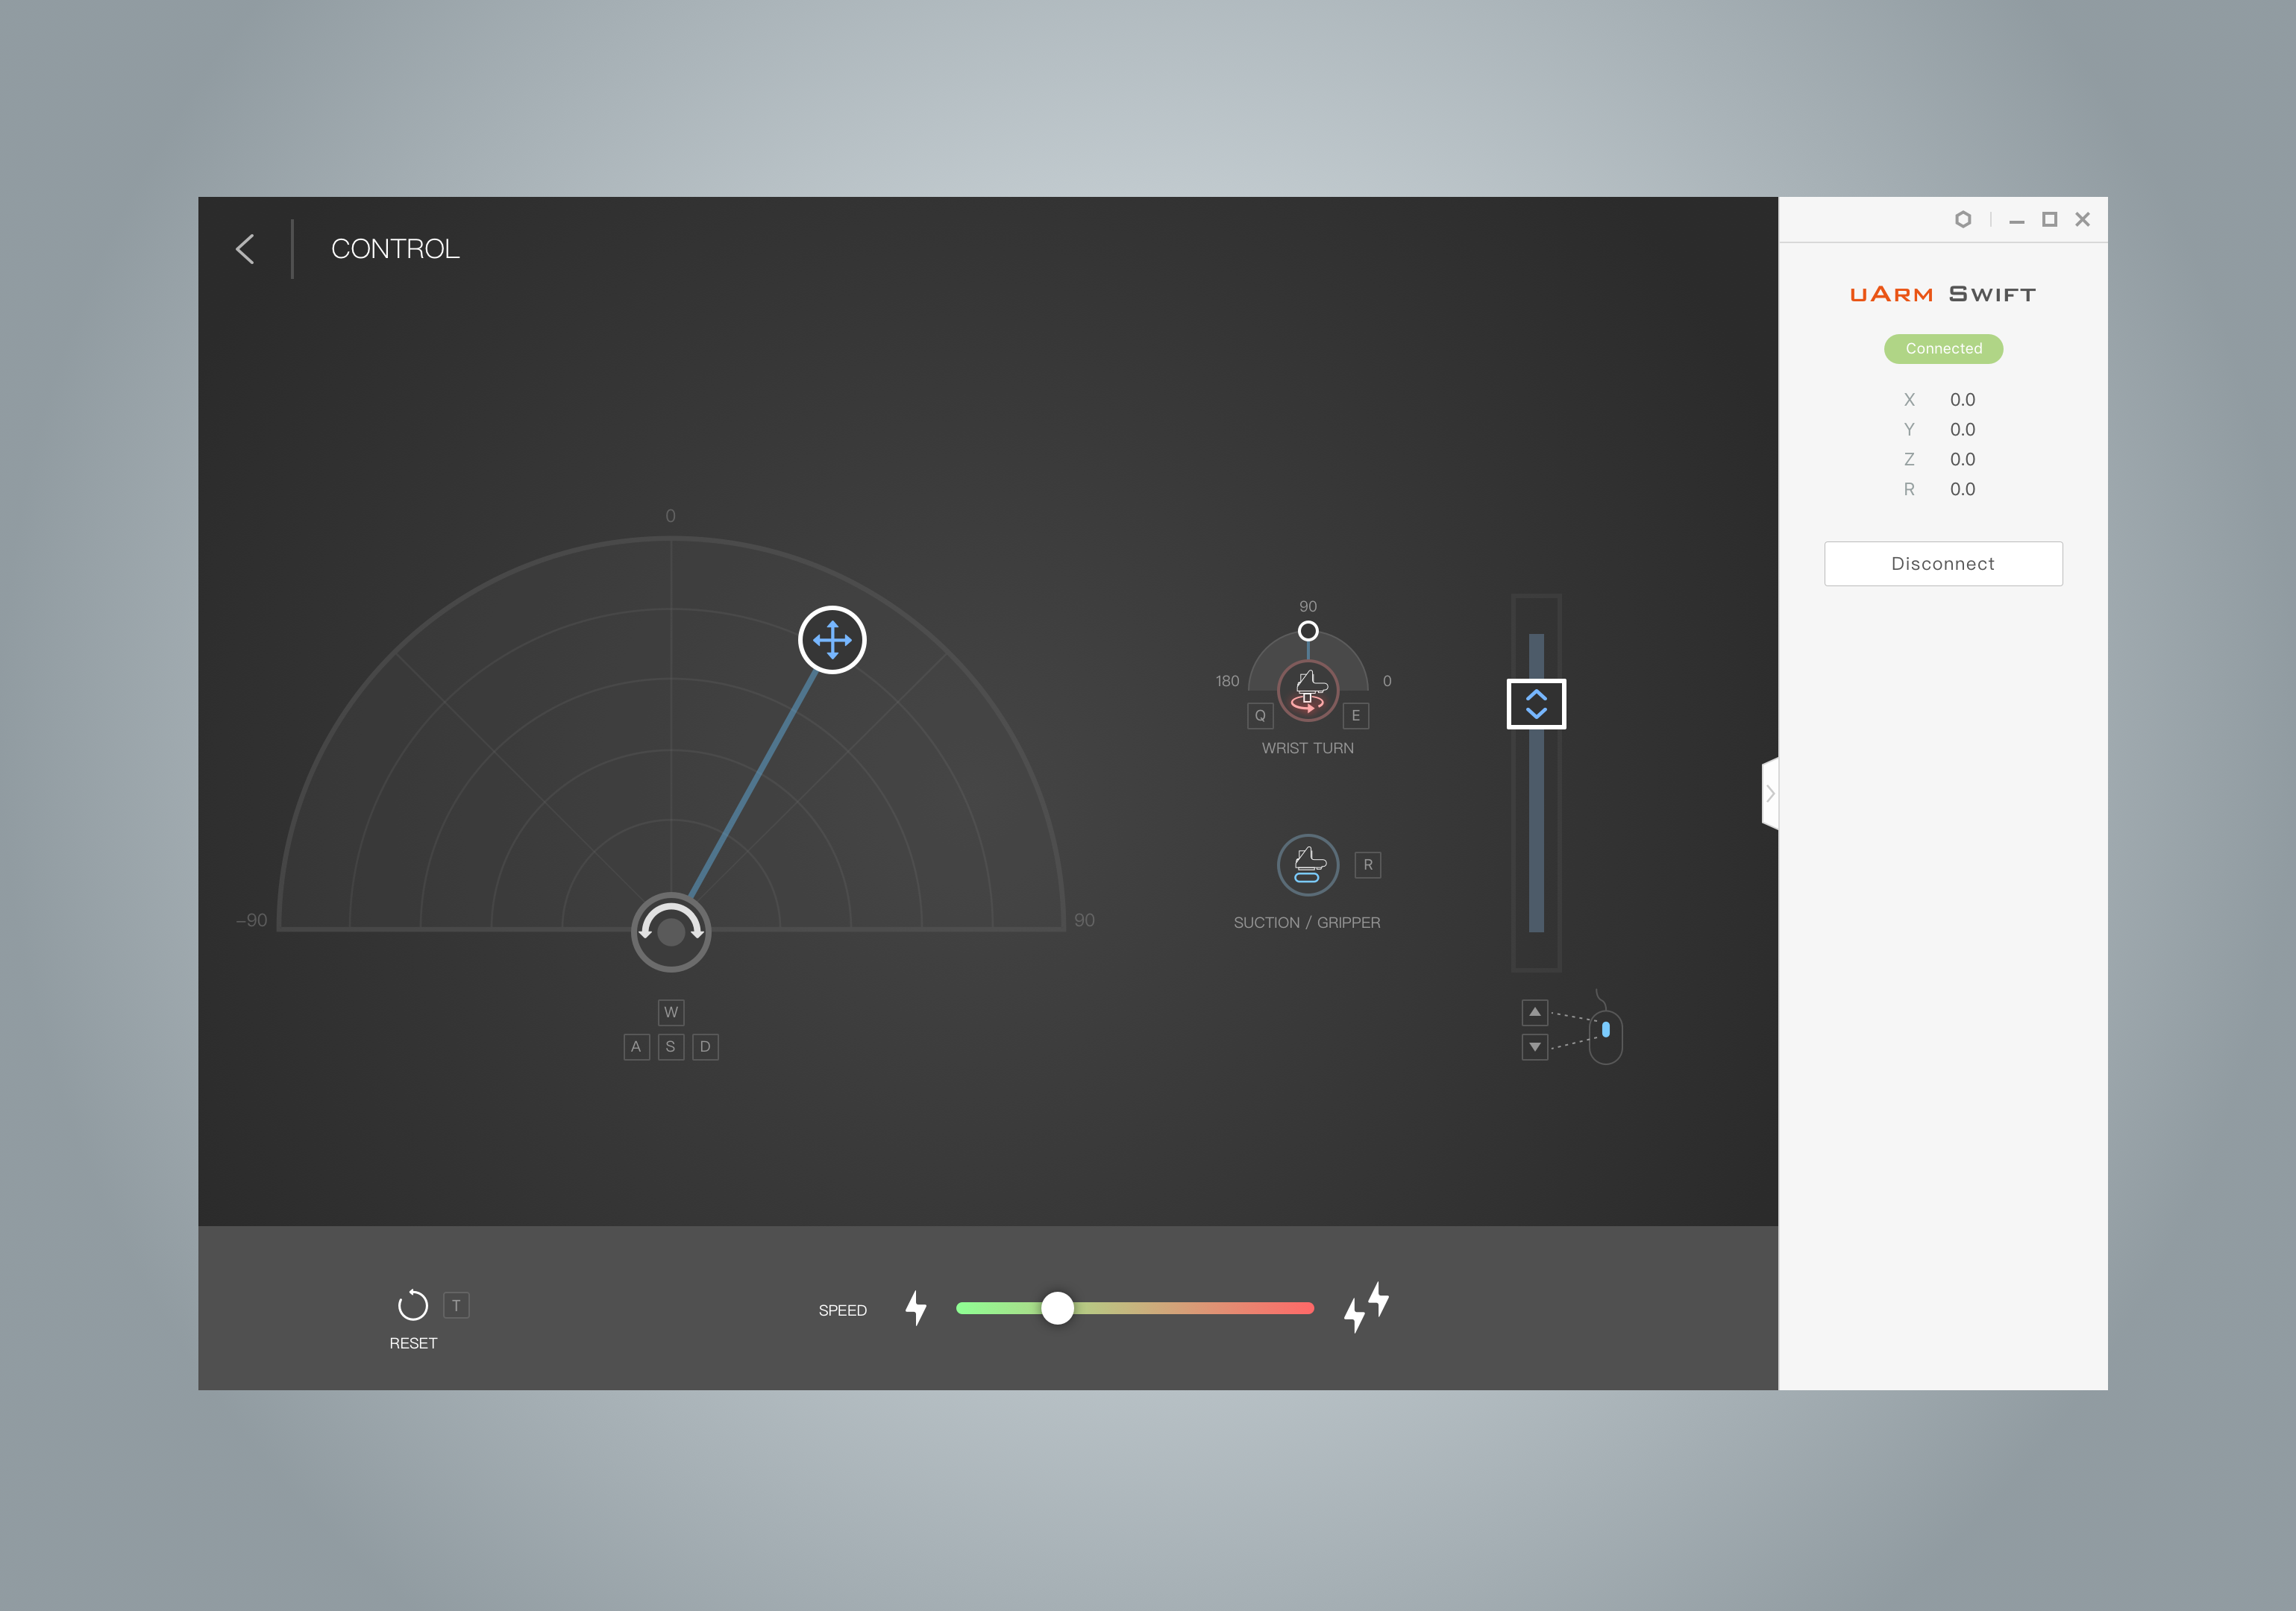 CONTROL
uArm Swift
Connected
X 0.0
Y 0.0
Z 0.0
R 0.0
Disconnect
0
-90
90
W
A S D
90
180
0
Q
E
WRIST TURN
R
SUCTION / GRIPPER
T
RESET
SPEED